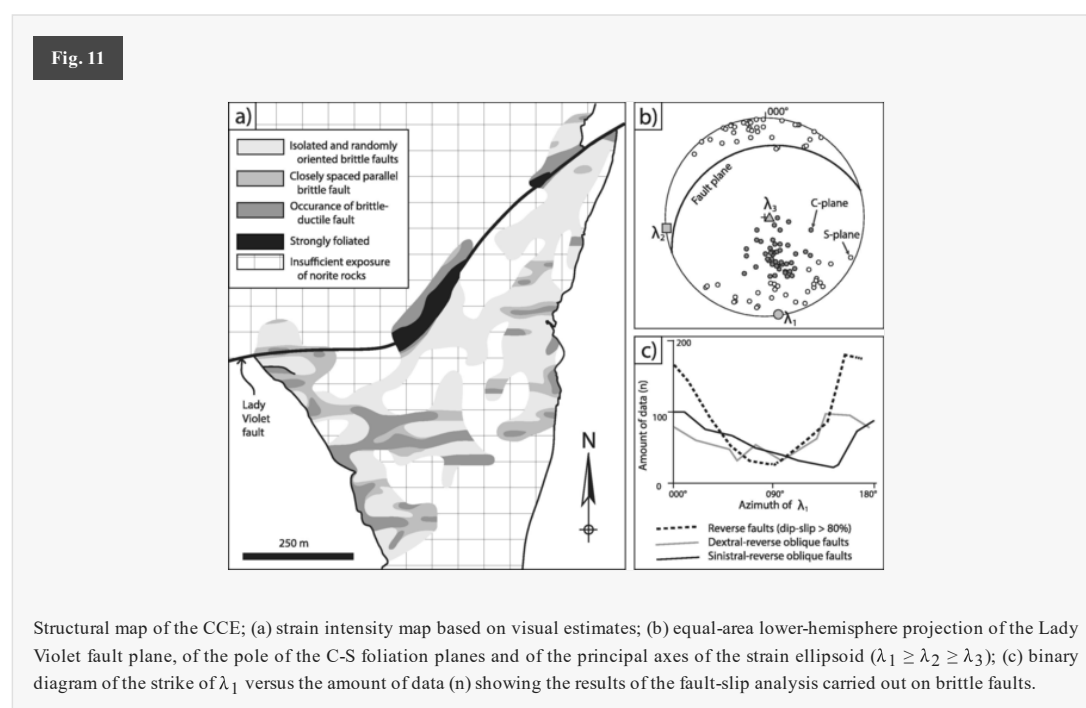 Fig. 11
a)
Isolated and randomly
oriented brittle faults
Closely spaced parallel
brittle fault
Occurance of brittle-
ductile fault
Strongly foliated
Insufficient exposure
of norite rocks
Lady
Violet
fault
250 m
N
b)
000°
Fault plane
λ3
C-plane
S-plane
λ2
λ1
c)
200
100
0
Amount of data (n)
000°
090°
180°
Azimuth of λ1
Reverse faults (dip-slip > 80%)
Dextral-reverse oblique faults
Sinistral-reverse oblique faults
Structural map of the CCE; (a) strain intensity map based on visual estimates; (b) equal-area lower-hemisphere projection of the Lady
Violet fault plane, of the pole of the C-S foliation planes and of the principal axes of the strain ellipsoid (λ1 ≥ λ2 ≥ λ3); (c) binary
diagram of the strike of λ1 versus the amount of data (n) showing the results of the fault-slip analysis carried out on brittle faults.